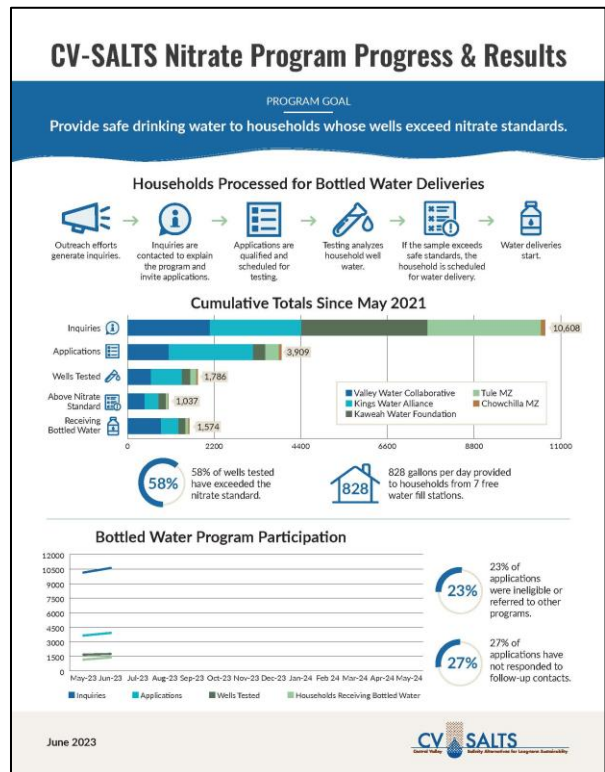 CV-SALTS Nitrate Program Progress & Results
PROGRAM GOAL
Provide safe drinking water to households whose wells exceed nitrate standards.
Households Processed for Bottled Water Deliveries
Outreach efforts
generate inquiries.
Inquiries are
contacted to explain
the program and
invite applications.
Applications are
qualified and
scheduled for
testing.
Testing analyzes
household well
water.
If the sample exceeds
safe standards, the
household is scheduled
for water delivery.
Water deliveries
start.
Cumulative Totals Since May 2021
Inquiries
10,608
Applications
3,909
Wells Tested
1,786
Above Nitrate
Standard
1,037
Receiving
Bottled Water
1,574
Valley Water Collaborative
Kings Water Alliance
Kaweah Water Foundation
Tule MZ
Chowchilla MZ
0 2200 4400 6600 8800 11000
58%
58% of wells tested
have exceeded the
nitrate standard.
828
828 gallons per day provided
to households from 7 free
water fill stations.
Bottled Water Program Participation
12000
10500
9000
7500
6000
4500
3000
1500
0
May-23 Jun-23 Jul-23 Aug-23 Sep-23 Oct-23 Nov-23 Dec-23 Jan-24 Feb 24 Mar-24 Apr-24 May-24
Inquiries Applications Wells Tested Households Receiving Bottled Water
23%
23% of
applications
were ineligible or
referred to other
programs.
27%
27% of
applications have
not responded to
follow-up contacts.
June 2023
CV SALTS
Central Valley Salinity Alternatives for Long-term Sustainability